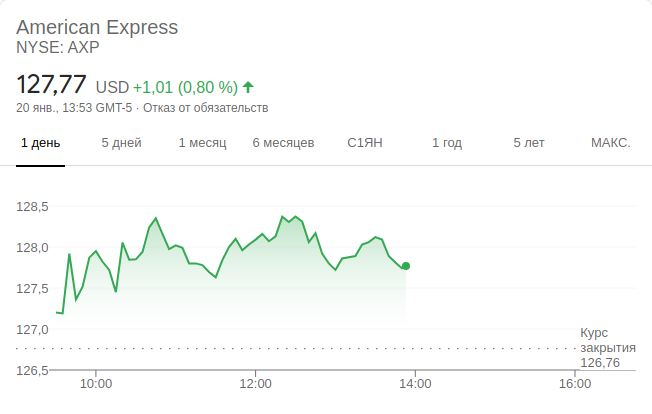 American Express
NYSE: AXP
127,77 USD +1,01 (0,80 %)
20 янв., 13:53 GMT-5 · Отказ от обязательств
1 день 5 дней 1 месяц 6 месяцев С1ЯН 1 год 5 лет МАКС.
128,5
128,0
127,5
127,0
Курс
закрытия
126,76
126,5
10:00 12:00 14:00 16:00